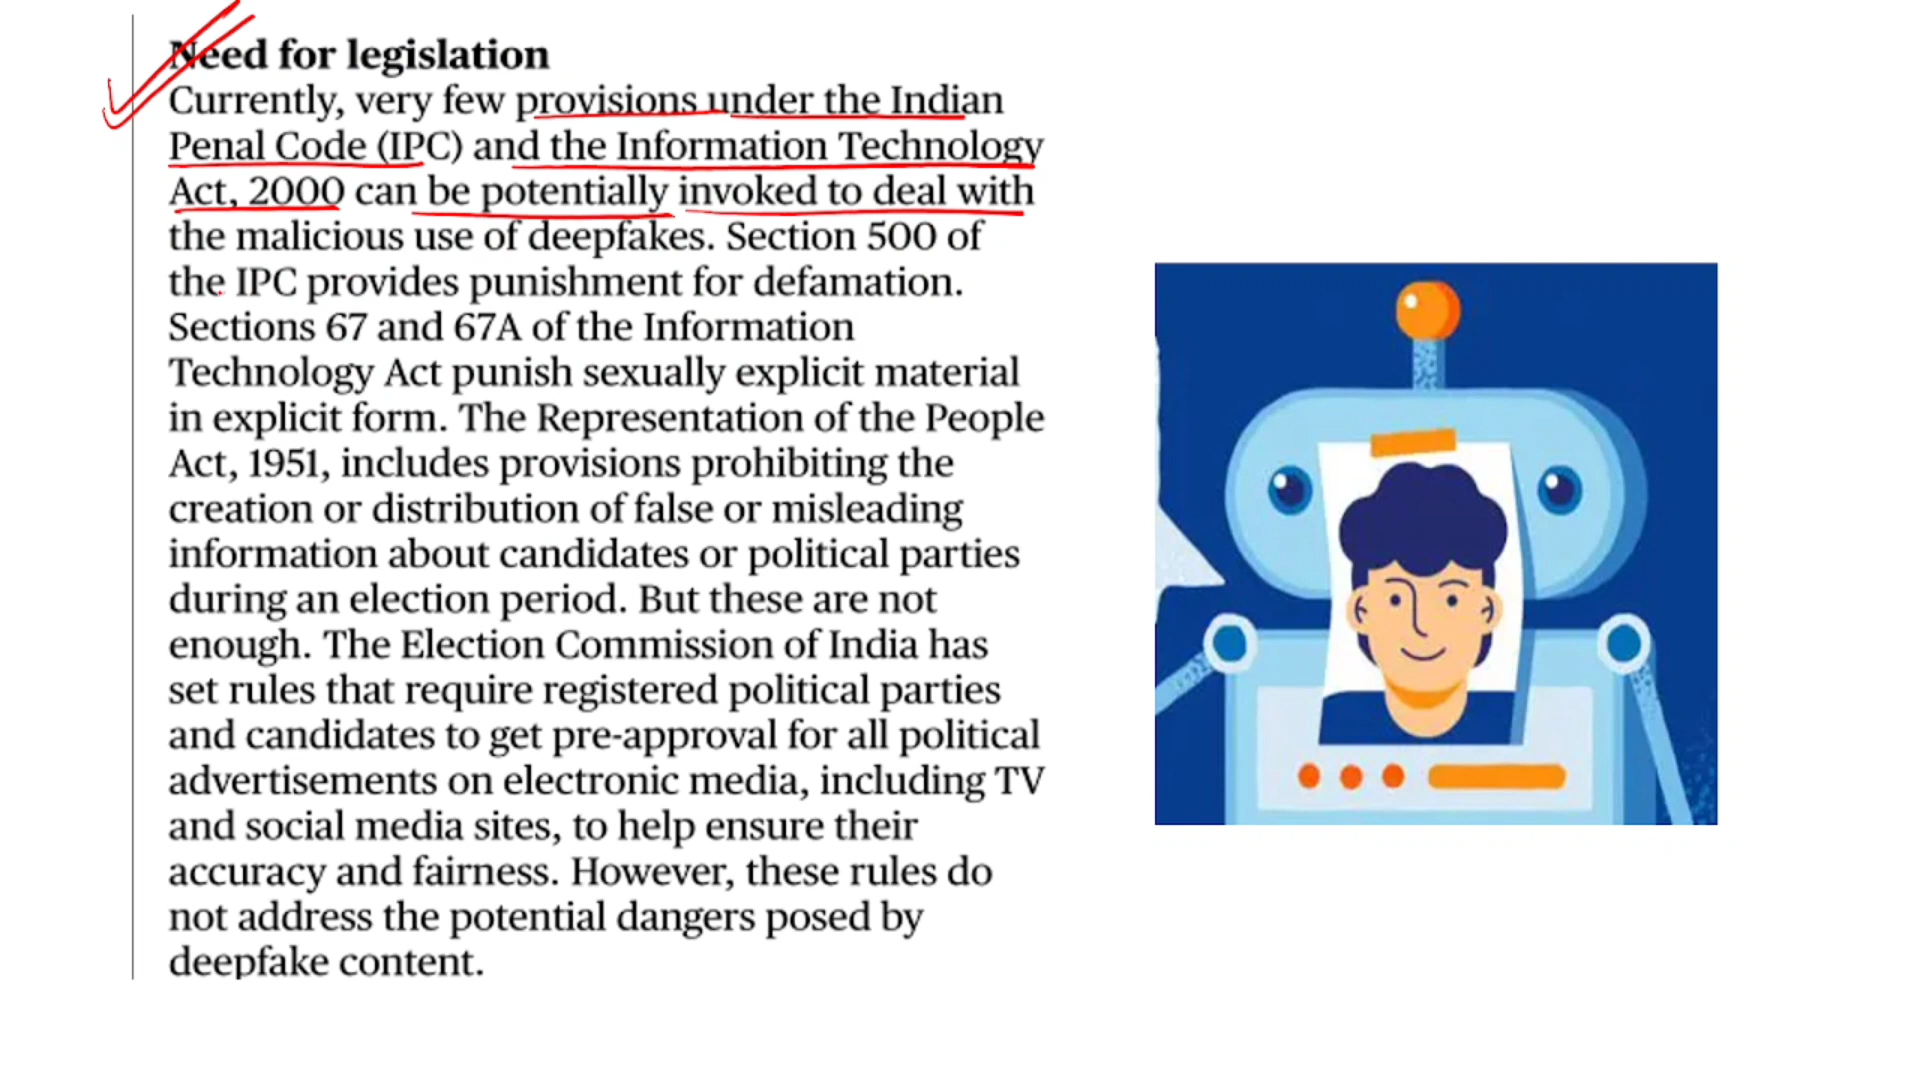 Need for legislation
Currently, very few provisions under the Indian
Penal Code (IPC) and the Information Technology
Act, 2000 can be potentially invoked to deal with
the malicious use of deepfakes. Section 500 of
the IPC provides punishment for defamation.
Sections 67 and 67A of the Information
Technology Act punish sexually explicit material
in explicit form. The Representation of the People
Act, 1951, includes provisions prohibiting the
creation or distribution of false or misleading
information about candidates or political parties
during an election period. But these are not
enough. The Election Commission of India has
set rules that require registered political parties
and candidates to get pre-approval for all political
advertisements on electronic media, including TV
and social media sites, to help ensure their
accuracy and fairness. However, these rules do
not address the potential dangers posed by
deepfake content.